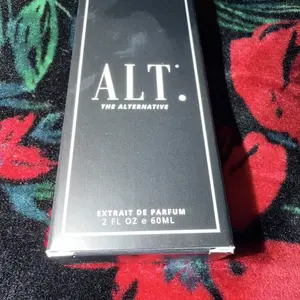 ALT.
THE ALTERNATIVE
EXTRAIT DE PARFUM
2 FL OZ e 60ML